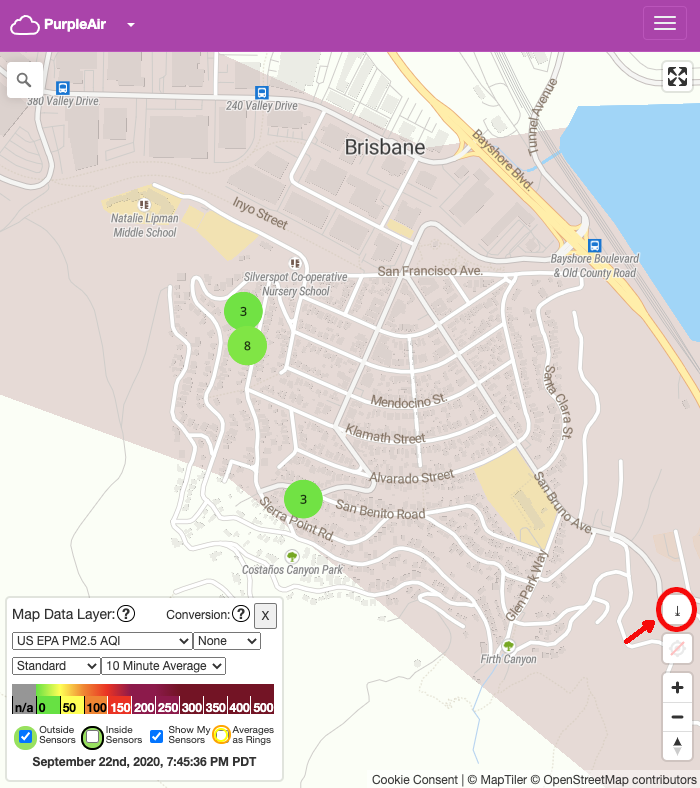 PurpleAir
380 Valley Drive
240 Valley Drive
Brisbane
Tunnel Avenue
Bayshore Blvd.
Natalie Lipman
Middle School
Inyo Street
Bayshore Boulevard
& Old County Road
Silverspot Co-operative
Nursery School
San Francisco Ave.
3
8
Mendocino St.
Santa Clara St.
Klamath Street
Alvarado Street
3
San Benito Road
San Bruno Ave.
Sierra Point Rd.
Costaños Canyon Park
Glen Park Way
Firth Canyon
Map Data Layer: ? Conversion: ? X
US EPA PM2.5 AQI None
Standard 10 Minute Average
n/a 0 50 100 150 200 250 300 350 400 500
Outside Sensors Inside Sensors Show My Sensors Averages as Rings
September 22nd, 2020, 7:45:36 PM PDT
Cookie Consent | © MapTiler © OpenStreetMap contributors